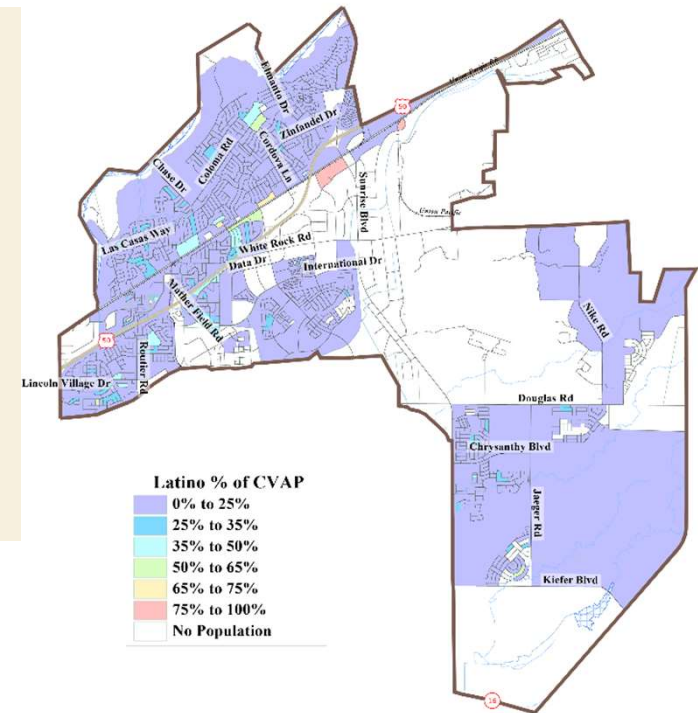 Elmanto Dr
Union Pacific RR
50
Zinfandel Dr
Cordova Ln
Coloma Rd
Chase Dr
Sunrise Blvd
Union Pacific
Las Casas Way
White Rock Rd
Data Dr
International Dr
Mather Field Rd
Nike Rd
50
Routier Rd
Lincoln Village Dr
Douglas Rd
Chrysanthy Blvd
Jaeger Rd
Kiefer Blvd
Latino % of CVAP
0% to 25%
25% to 35%
35% to 50%
50% to 65%
65% to 75%
75% to 100%
No Population
16